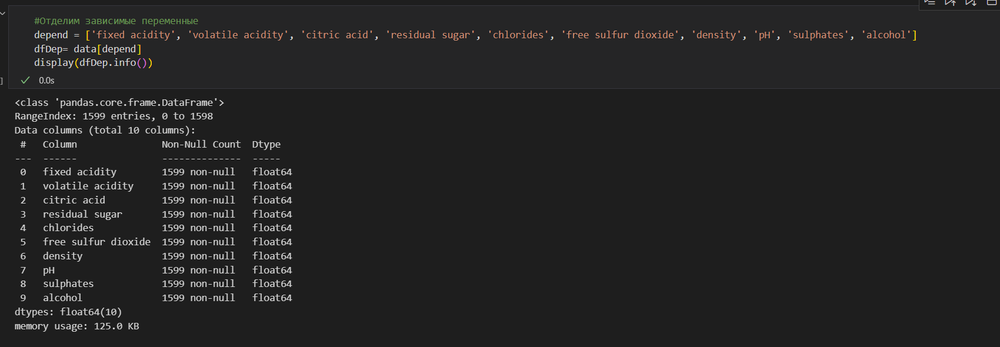 #Отделим зависимые переменные
depend = ['fixed acidity', 'volatile acidity', 'citric acid', 'residual sugar', 'chlorides', 'free sulfur dioxide', 'density', 'pH', 'sulphates', 'alcohol']
dfDep= data[depend]
display(dfDep.info())
] ✓ 0.0s
<class 'pandas.core.frame.DataFrame'>
RangeIndex: 1599 entries, 0 to 1598
Data columns (total 10 columns):
 #   Column               Non-Null Count  Dtype
---  ------               --------------  -----
 0   fixed acidity        1599 non-null   float64
 1   volatile acidity     1599 non-null   float64
 2   citric acid          1599 non-null   float64
 3   residual sugar       1599 non-null   float64
 4   chlorides            1599 non-null   float64
 5   free sulfur dioxide  1599 non-null   float64
 6   density              1599 non-null   float64
 7   pH                   1599 non-null   float64
 8   sulphates            1599 non-null   float64
 9   alcohol              1599 non-null   float64
dtypes: float64(10)
memory usage: 125.0 KB